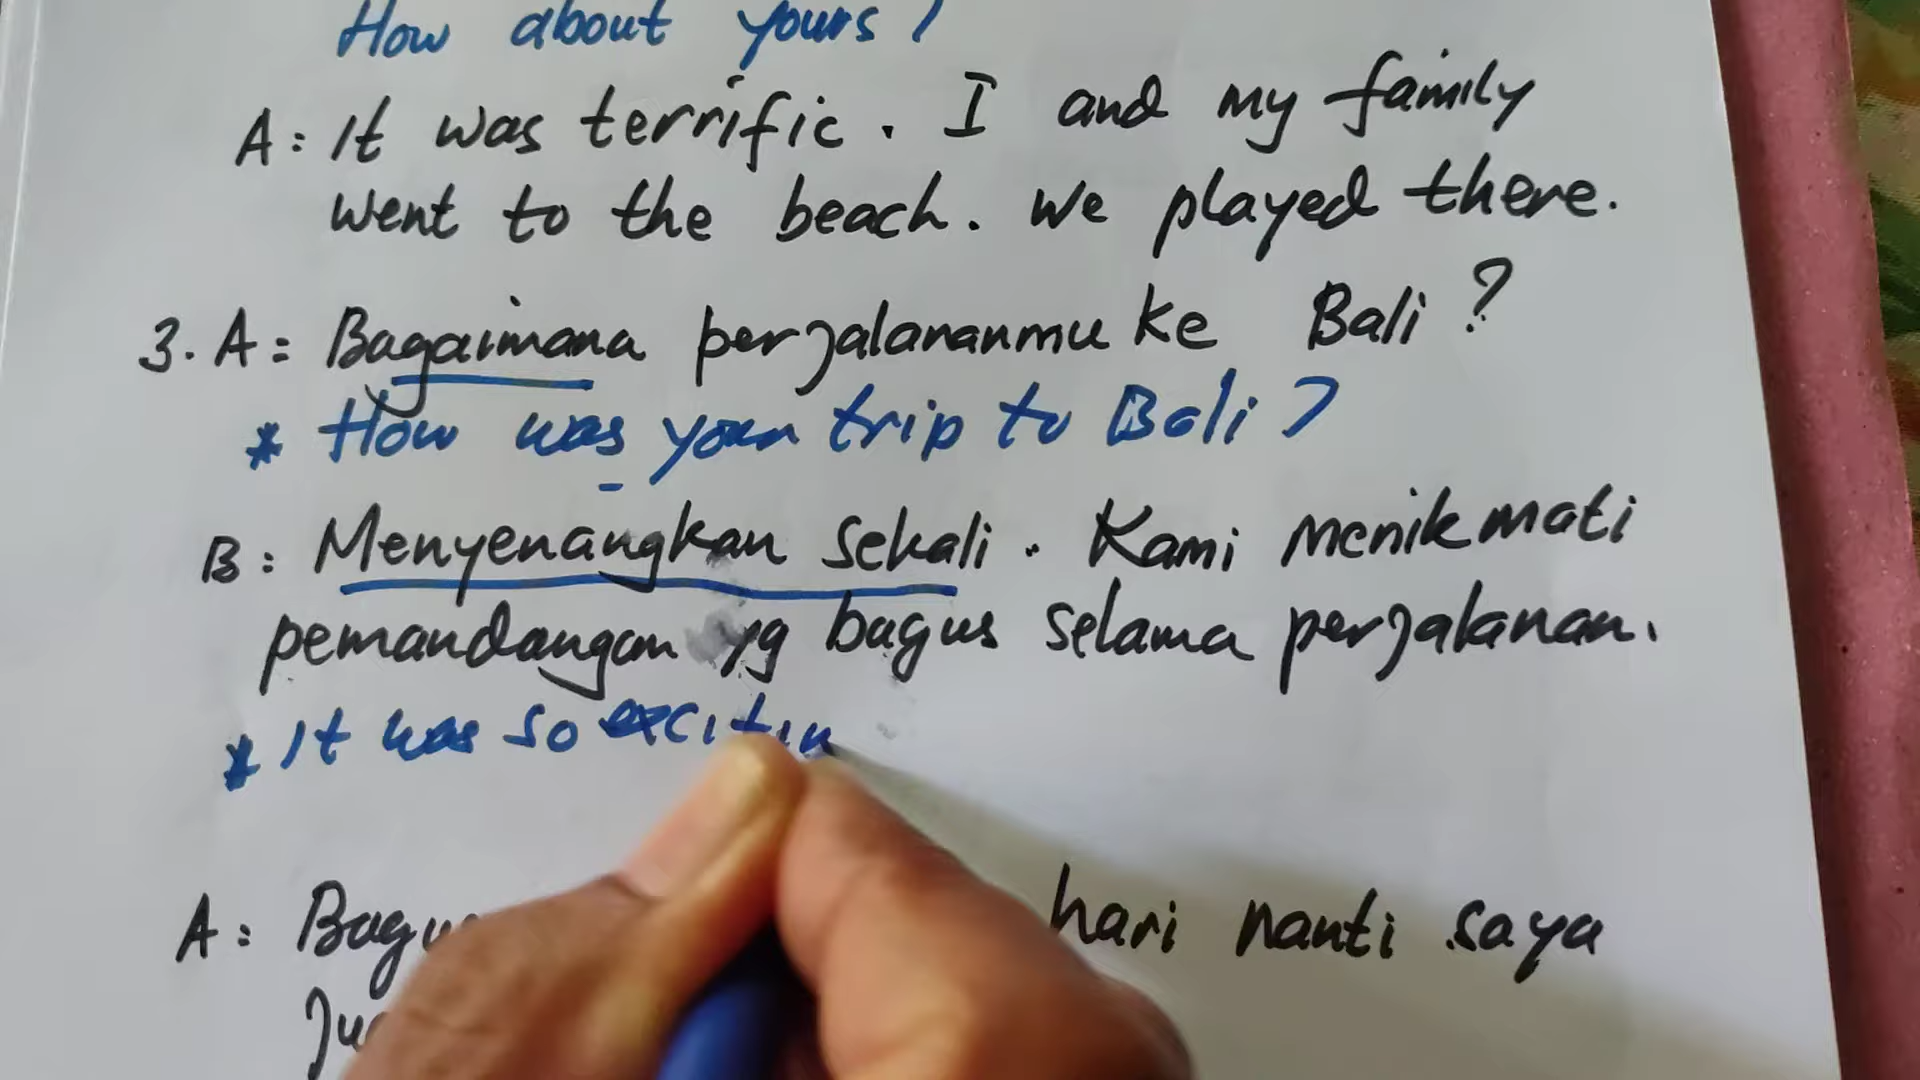 How about yours?
A: It was terrific. I and my family
went to the beach. We played there.
3. A: Bagaimana perjalananmu ke Bali?
* How was your trip to Bali?
B: Menyenangkan sekali. Kami menikmati
pemandangan yg bagus selama perjalanan.
* It was so excitin
A: hari nanti saya